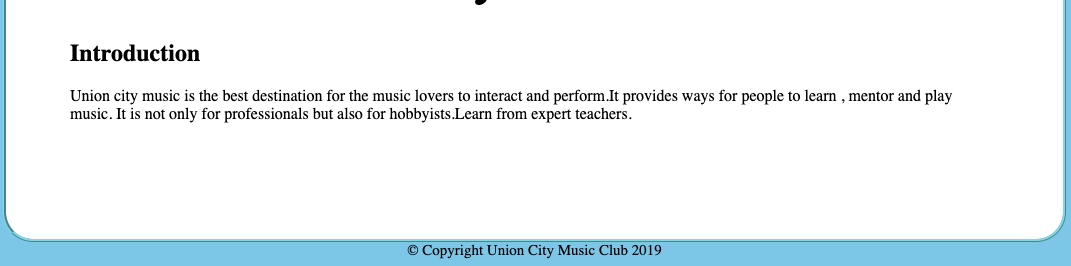 Introduction
Union city music is the best destination for the music lovers to interact and perform.It provides ways for people to learn , mentor and play
music. It is not only for professionals but also for hobbyists.Learn from expert teachers.
© Copyright Union City Music Club 2019